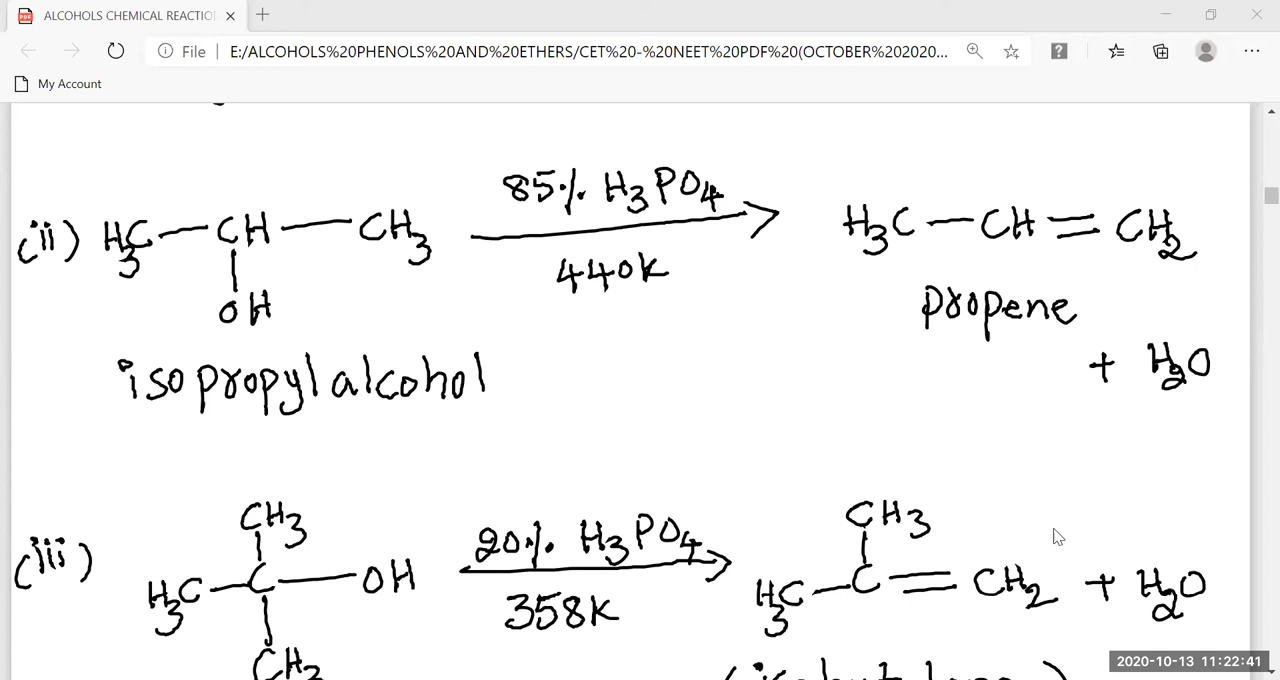 ALCOHOLS CHEMICAL REACTIO
File E:/ALCOHOLS%20PHENOLS%20AND%20ETHERS/CET%20-%20NEET%20PDF%20(OCTOBER%202020...
My Account
85% H3PO4
(ii) H3C — CH — CH3 ⟶ H3C — CH = CH2
440K
OH
propene
isopropyl alcohol
+ H2O
CH3 CH3
20% H3PO4
(iii) H3C — C — OH ⟶ H3C — C = CH2 + H2O
358K
CH3
2020-10-13 11:22:41